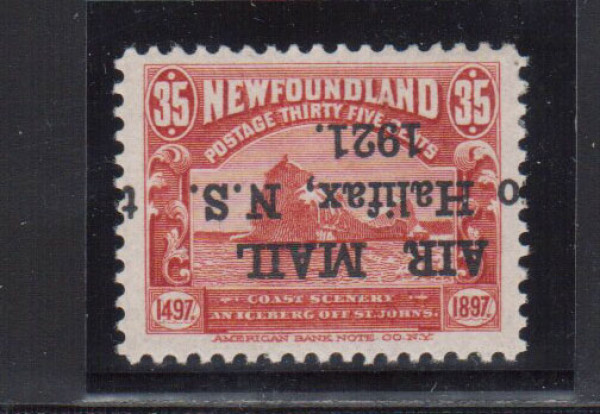 35 NEWFOUNDLAND 35
POSTAGE THIRTY FIVE CENTS
AIR MAIL
to Halifax, N.S.
1921.
1497. COAST SCENERY 1897.
AN ICEBERG OFF ST. JOHNS.
AMERICAN BANK NOTE CO. N.Y.